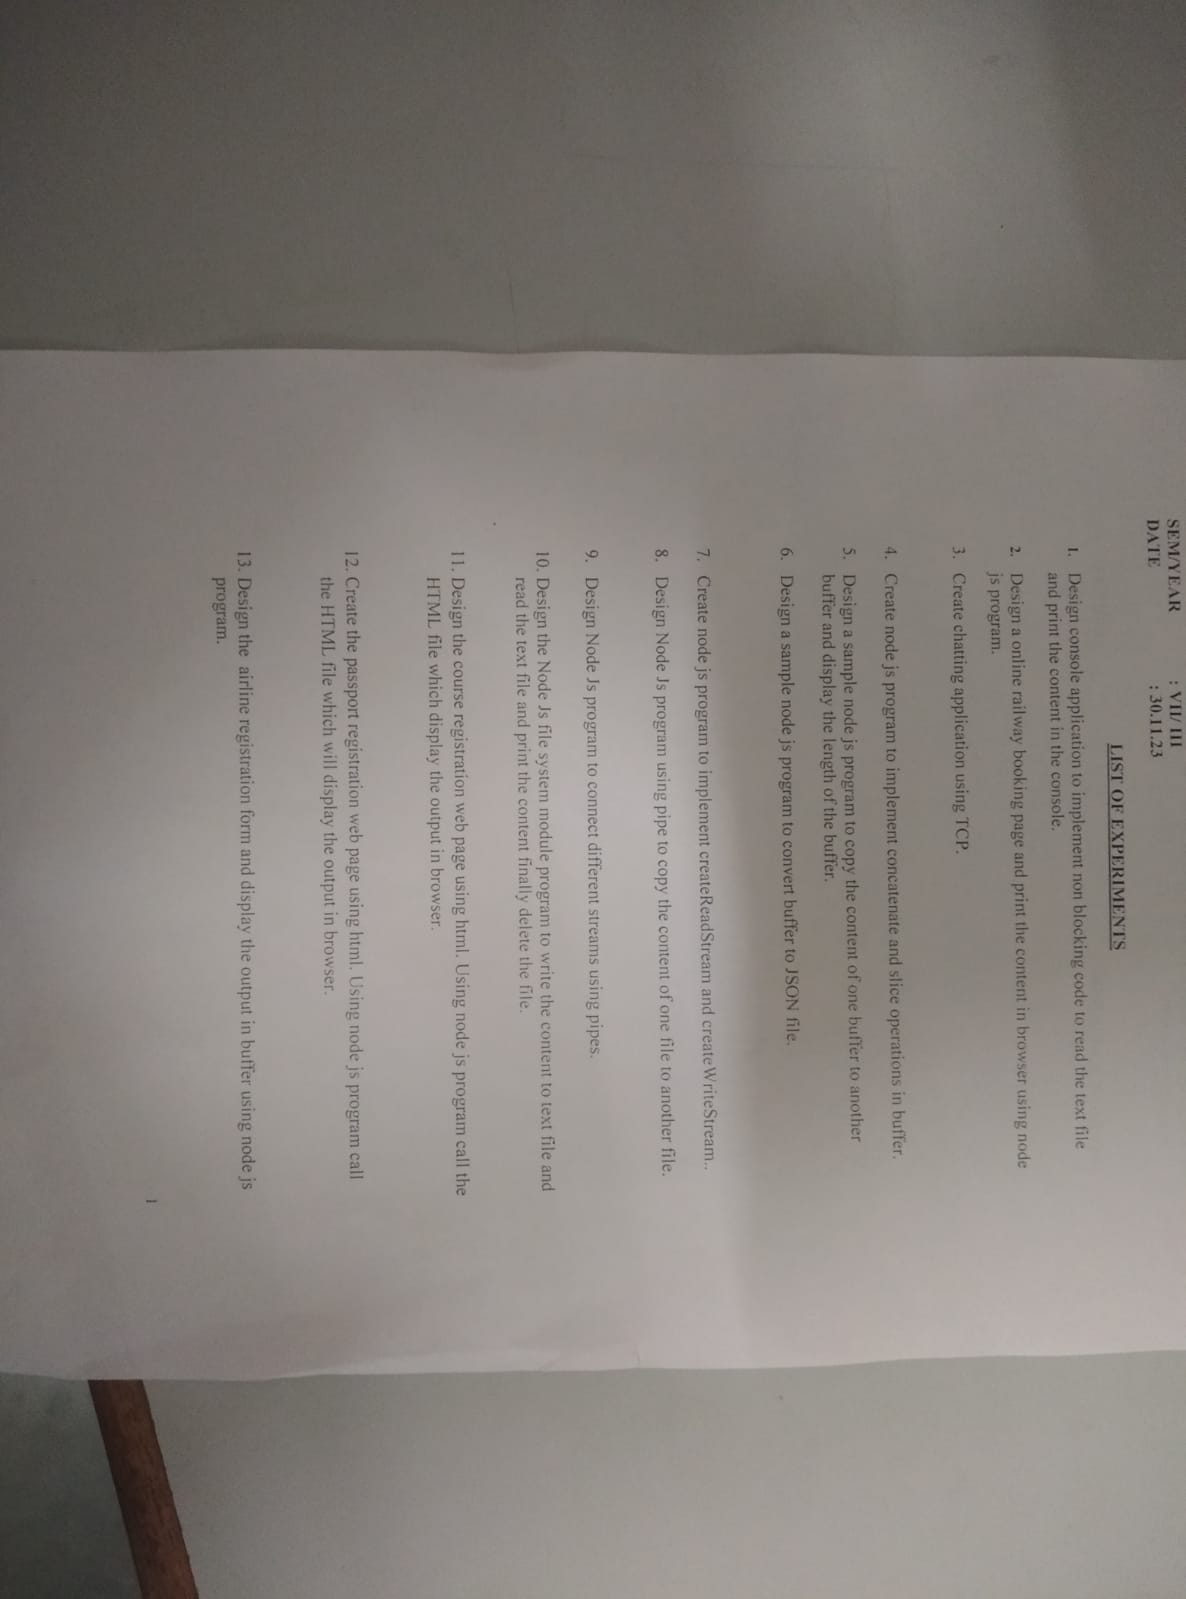 SEM/YEAR : VII/ III
DATE : 30.11.23
LIST OF EXPERIMENTS
1. Design console application to implement non blocking code to read the text file
and print the content in the console.
2. Design a online railway booking page and print the content in browser using node
js program.
3. Create chatting application using TCP.
4. Create node js program to implement concatenate and slice operations in buffer.
5. Design a sample node js program to copy the content of one buffer to another
buffer and display the length of the buffer.
6. Design a sample node js program to convert buffer to JSON file.
7. Create node js program to implement createReadStream and createWriteStream..
8. Design Node Js program using pipe to copy the content of one file to another file.
9. Design Node Js program to connect different streams using pipes.
10. Design the Node Js file system module program to write the content to text file and
read the text file and print the content finally delete the file.
11. Design the course registration web page using html. Using node js program call the
HTML file which display the output in browser.
12. Create the passport registration web page using html. Using node js program call
the HTML file which will display the output in browser.
13. Design the airline registration form and display the output in buffer using node js
program.
1